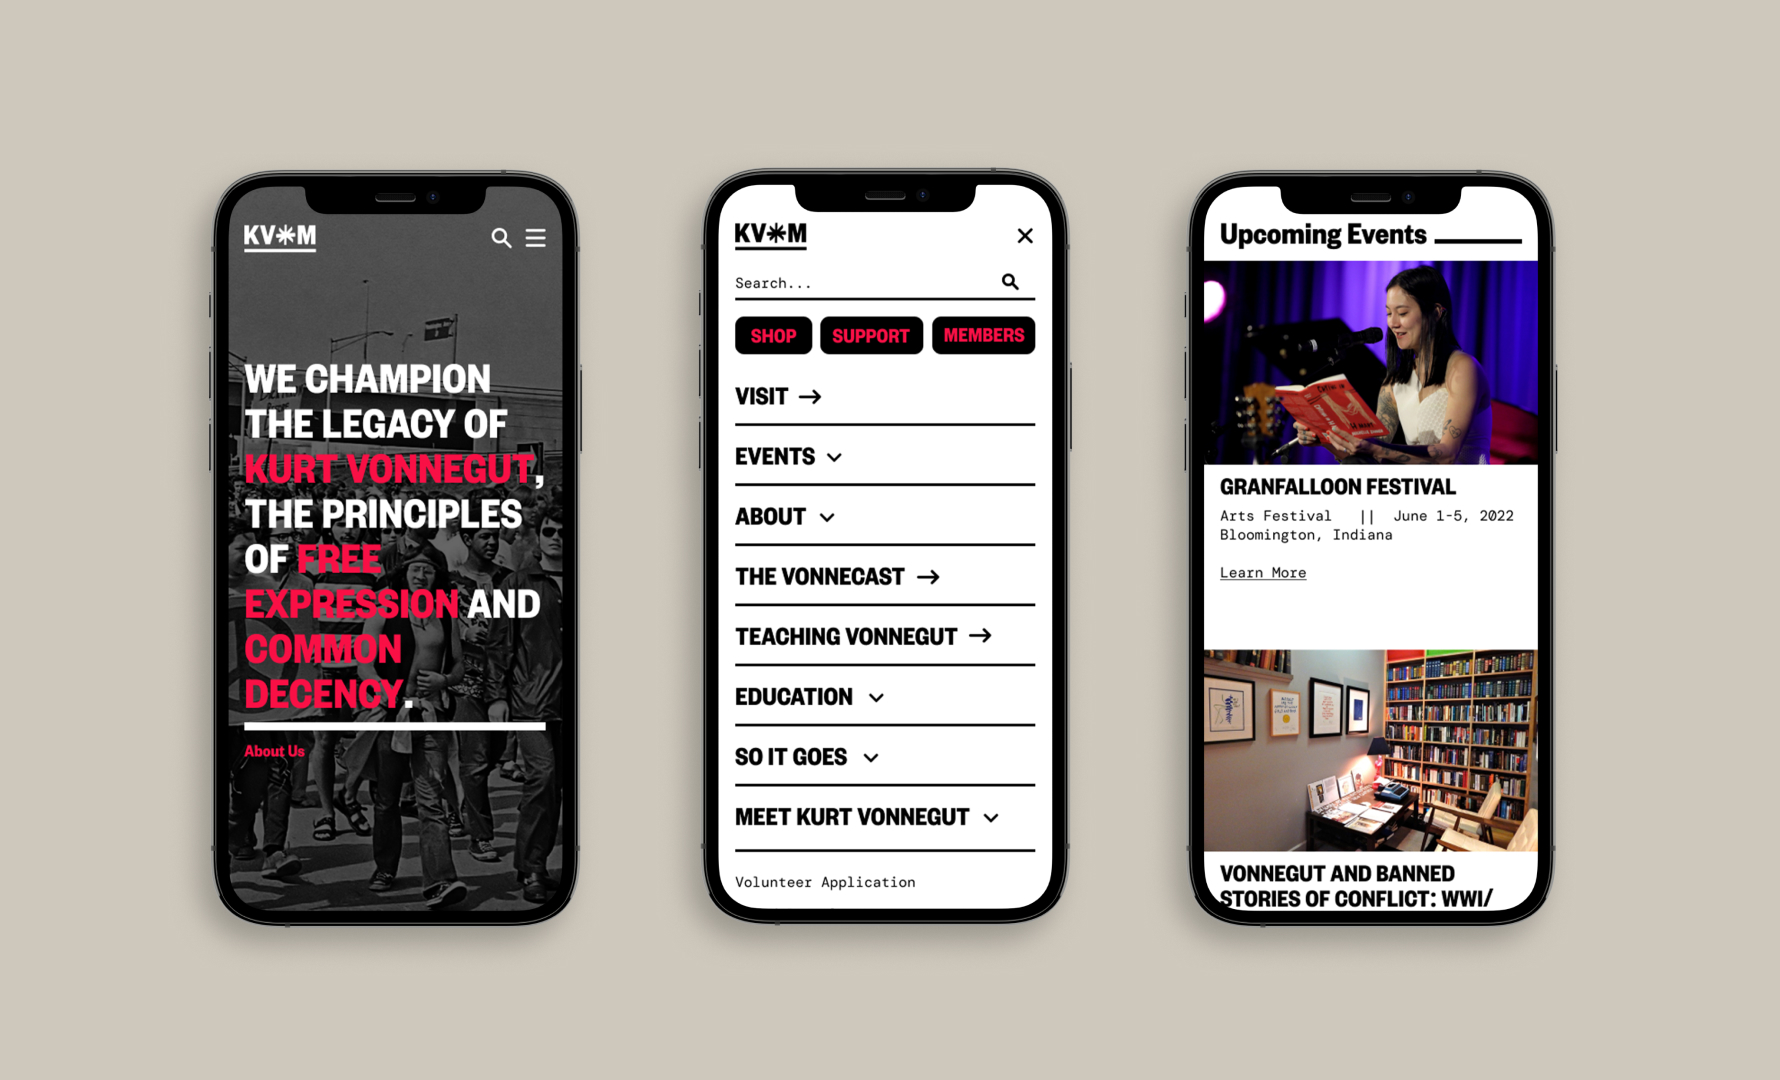 KV✷M
WE CHAMPION
THE LEGACY OF
KURT VONNEGUT,
THE PRINCIPLES
OF FREE
EXPRESSION AND
COMMON
DECENCY.
About Us
KV✷M
Search...
SHOP SUPPORT MEMBERS
VISIT →
EVENTS
ABOUT
THE VONNECAST →
TEACHING VONNEGUT →
EDUCATION
SO IT GOES
MEET KURT VONNEGUT
Volunteer Application
Upcoming Events
GRANFALLOON FESTIVAL
Arts Festival || June 1-5, 2022
Bloomington, Indiana
Learn More
VONNEGUT AND BANNED
STORIES OF CONFLICT: WWI/